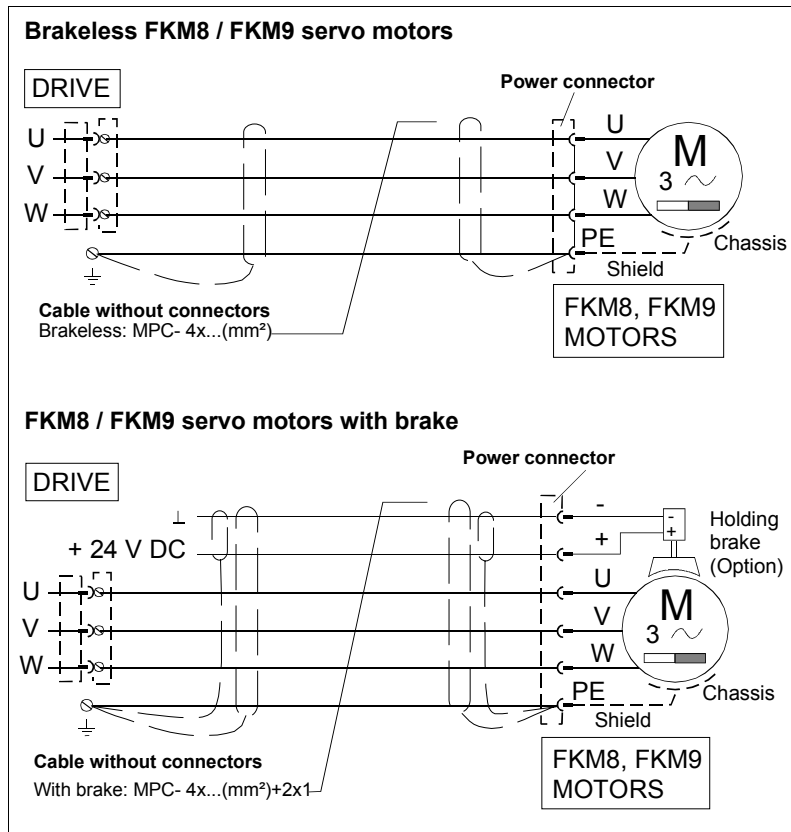 Brakeless FKM8 / FKM9 servo motors
Power connector
DRIVE
U
V
W
U
V
W
PE
M
3
Chassis
Shield
Cable without connectors
Brakeless: MPC- 4x...(mm²)
FKM8, FKM9
MOTORS
FKM8 / FKM9 servo motors with brake
Power connector
DRIVE
+ 24 V DC
-
+
-
+
Holding
brake
(Option)
U
V
W
U
V
W
PE
M
3
Chassis
Shield
Cable without connectors
With brake: MPC- 4x...(mm²)+2x1
FKM8, FKM9
MOTORS